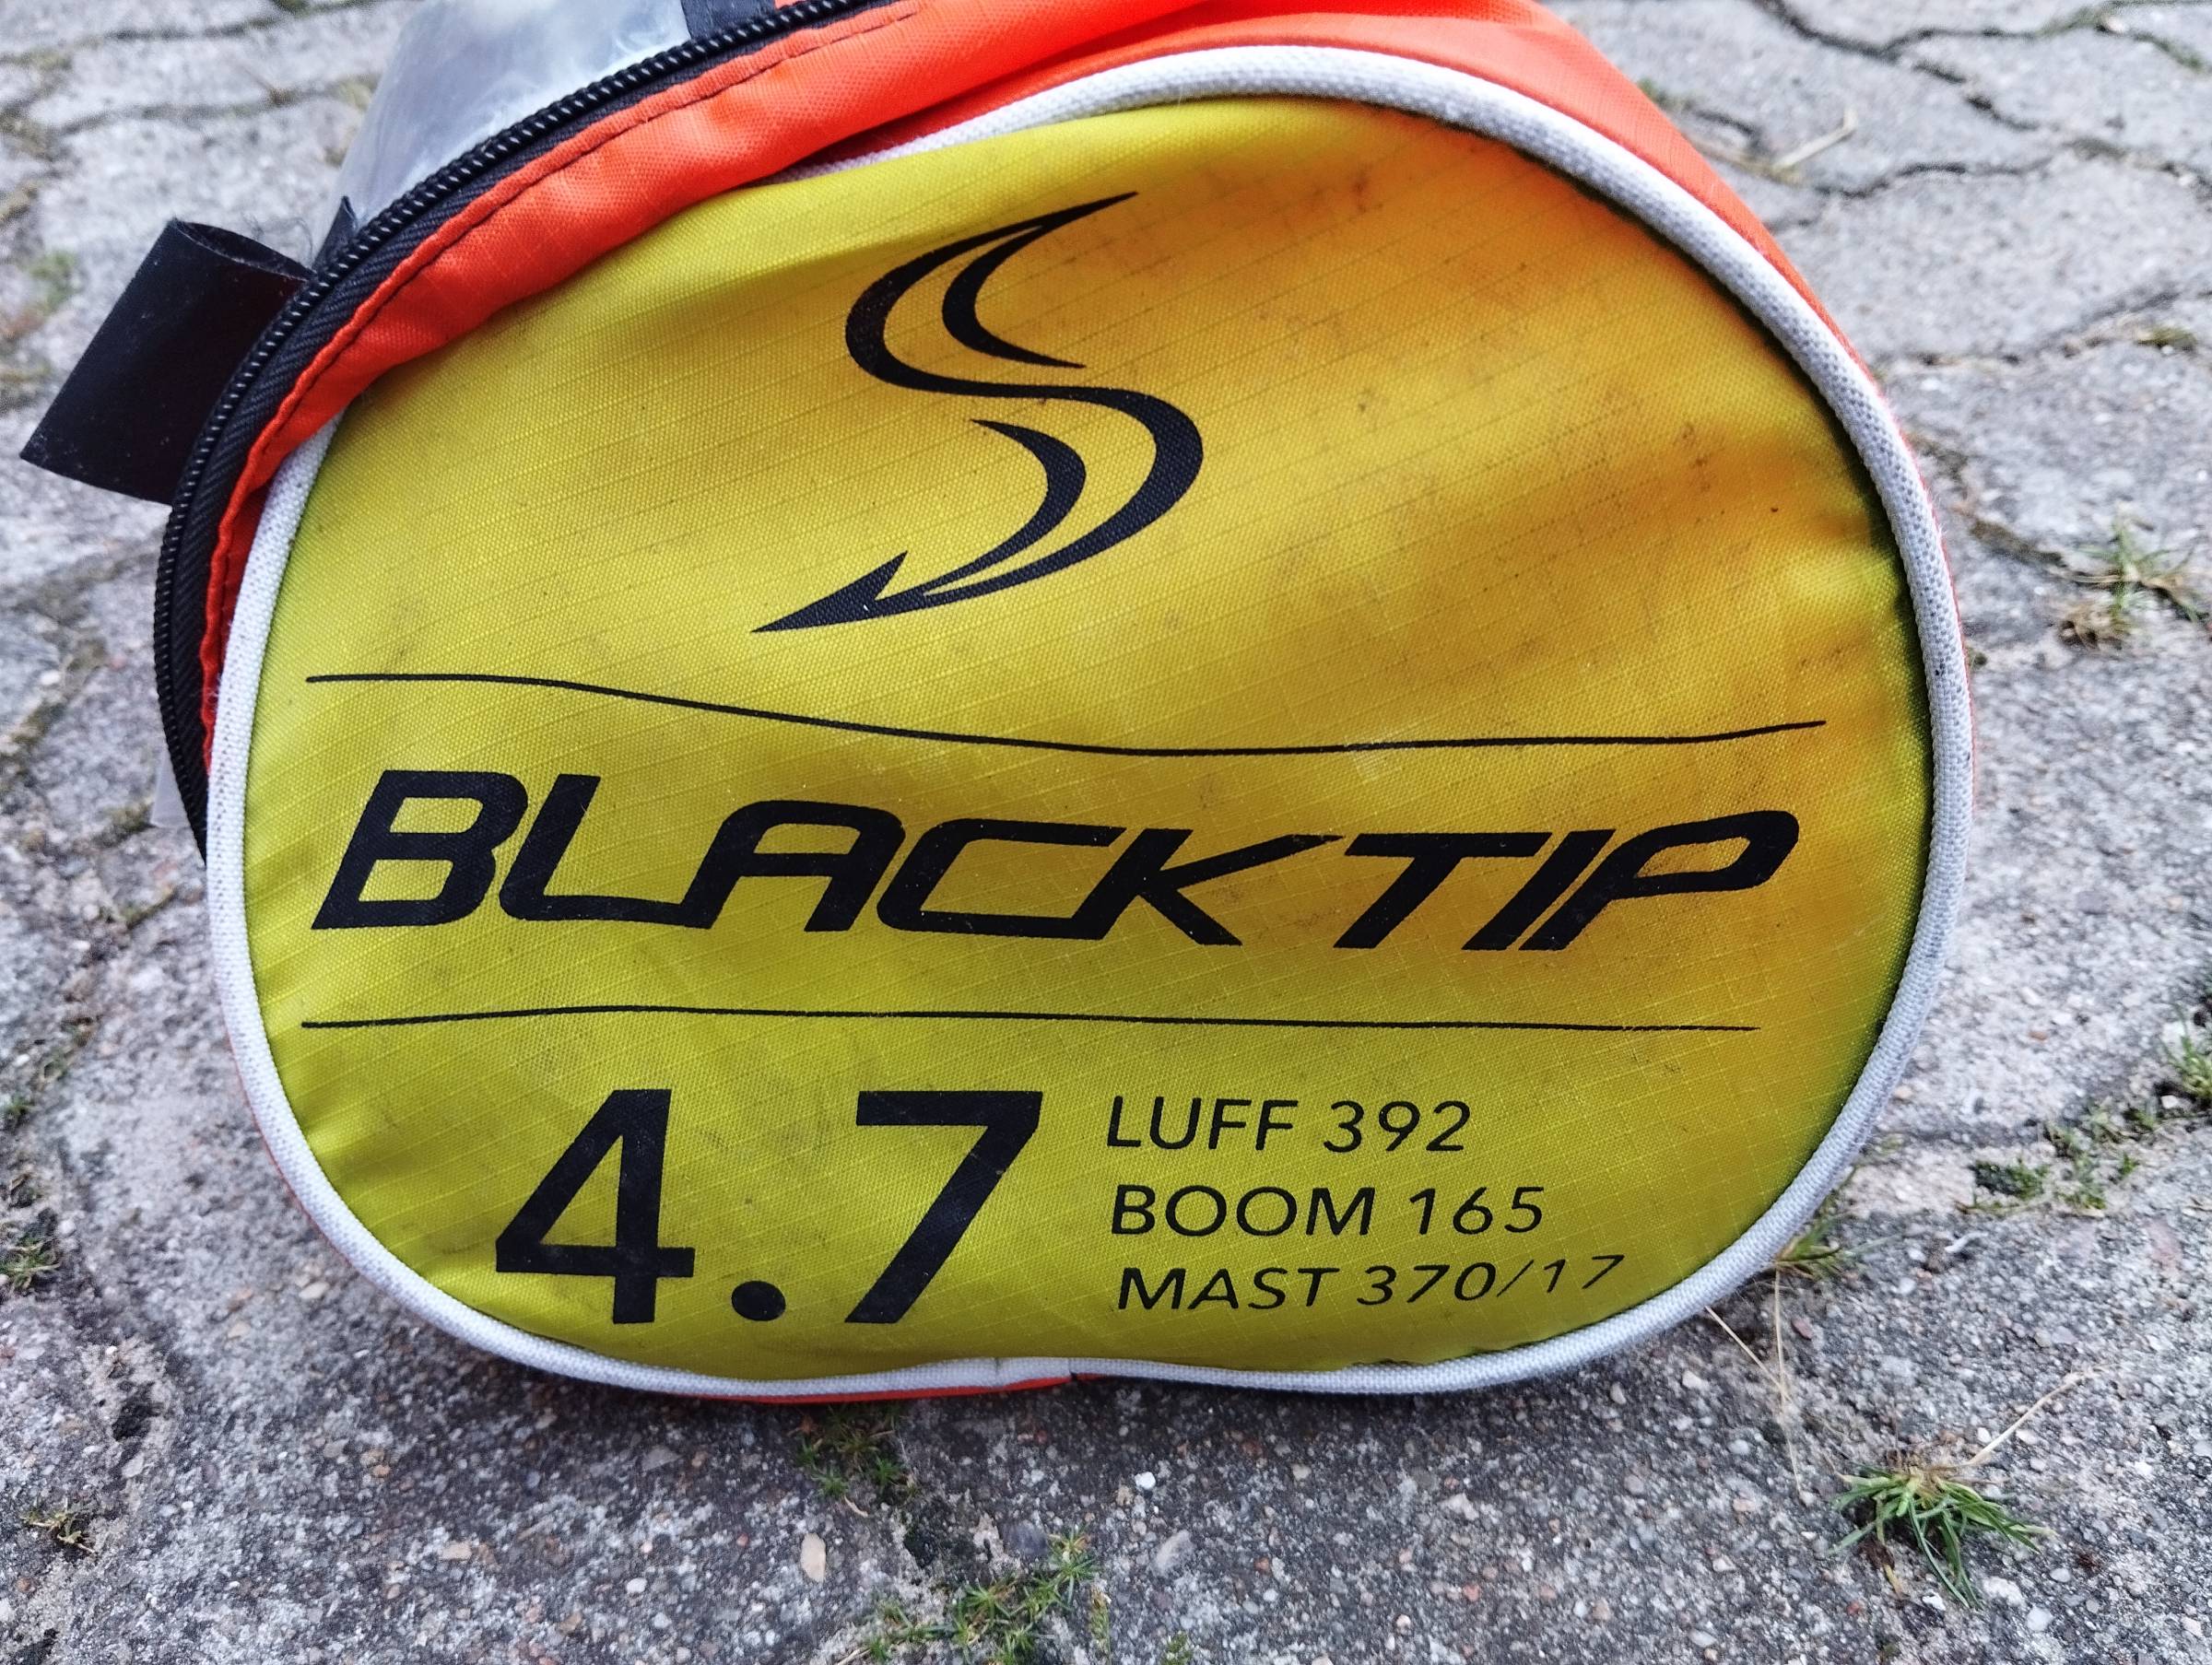 BLACKTIP
4.7
LUFF 392
BOOM 165
MAST 370/17